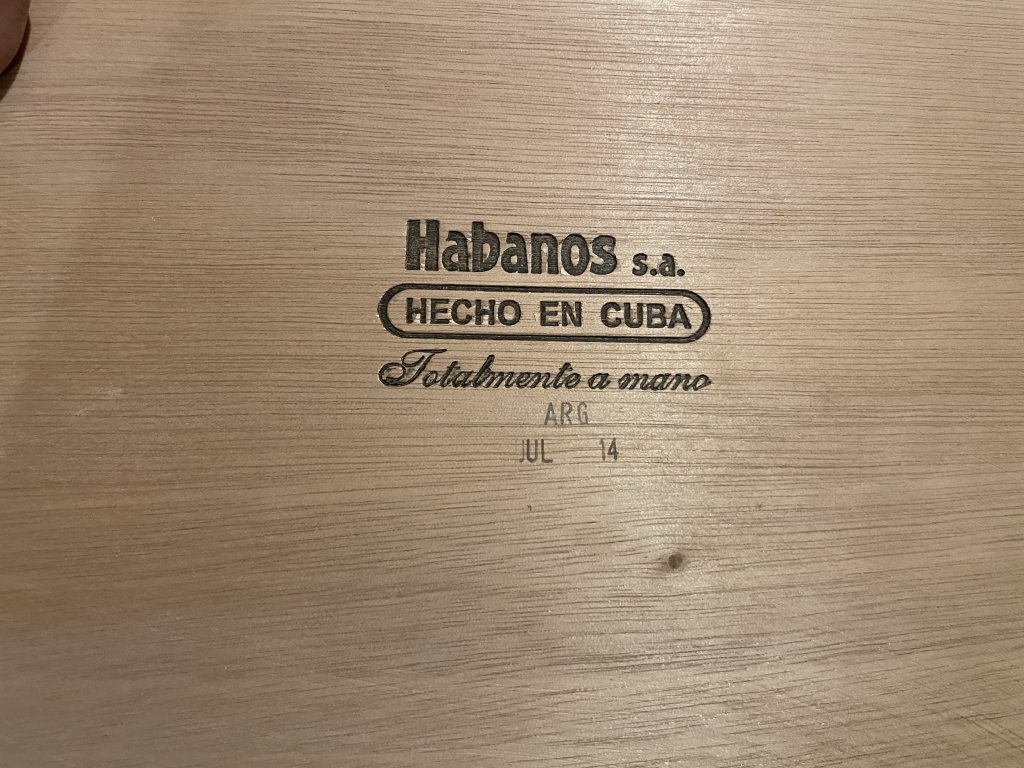 Habanos s.a.
HECHO EN CUBA
Totalmente a mano
ARG
JUL 14